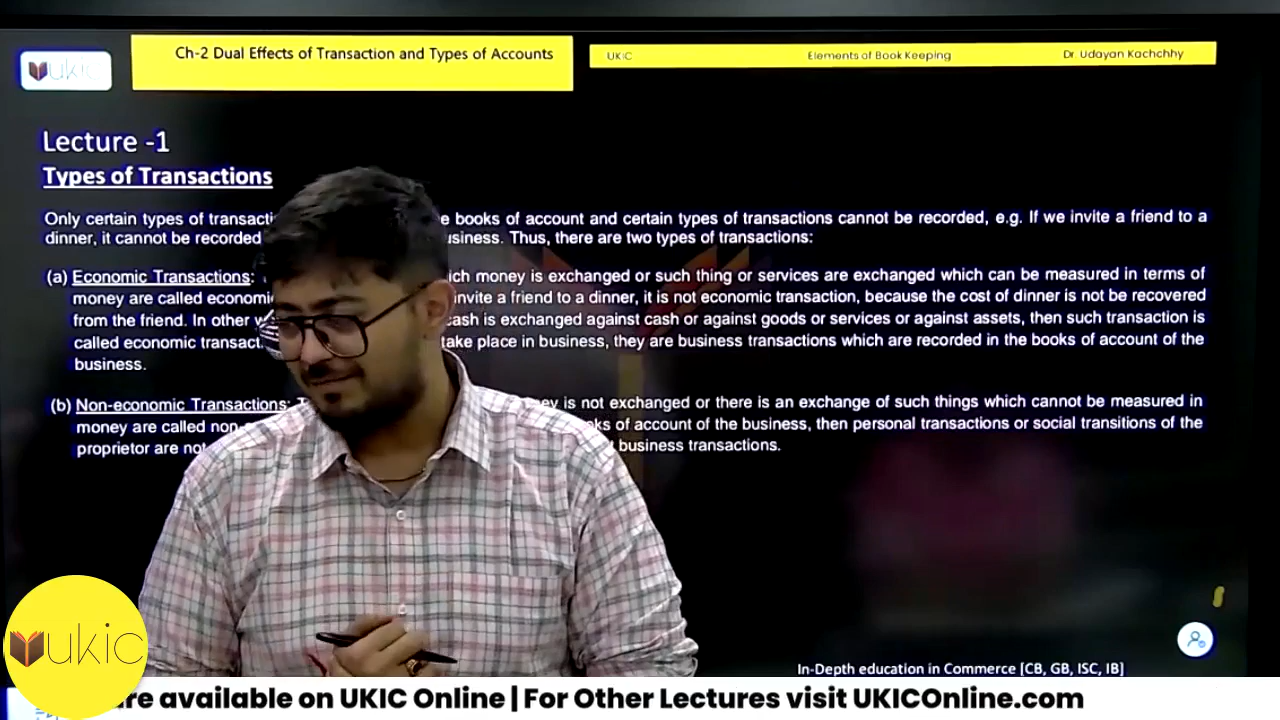 ukic
Ch-2 Dual Effects of Transaction and Types of Accounts
UKIC Elements of Book Keeping Dr. Udayan Kachchhy
Lecture -1
Types of Transactions
Only certain types of books of account and certain types of transactions cannot be recorded, e.g. If we invite a friend to a
dinner, it cannot be recorded Thus, there are two types of transactions:
(a) Economic Transactions: money is exchanged or such thing or services are exchanged which can be measured in terms of
money are called invite a friend to a dinner, it is not economic transaction, because the cost of dinner is not be recovered
from the friend. In other cash is exchanged against cash or against goods or services or against assets, then such transaction is
called economic take place in business, they are business transactions which are recorded in the books of account of the
business.
(b) Non-economic Transactions: is not exchanged or there is an exchange of such things which cannot be measured in
money are called of account of the business, then personal transactions or social transitions of the
proprietor are business transactions.
ukic
In-Depth education in Commerce [CB, GB, ISC, IB]
are available on UKIC Online | For Other Lectures visit UKICOnline.com